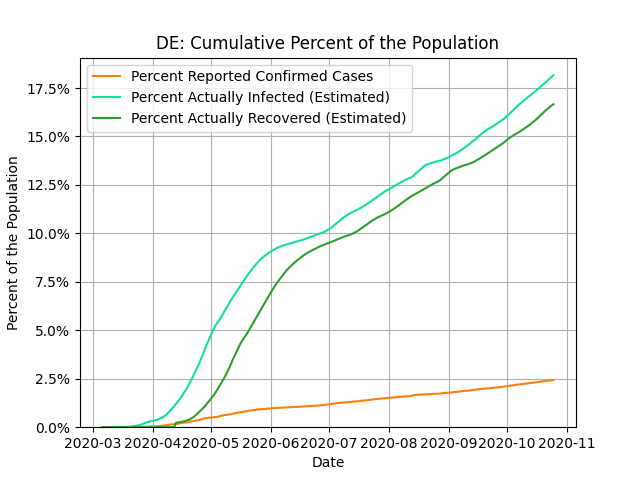 DE: Cumulative Percent of the Population
Percent Reported Confirmed Cases
Percent Actually Infected (Estimated)
Percent Actually Recovered (Estimated)
Percent of the Population
17.5%
15.0%
12.5%
10.0%
7.5%
5.0%
2.5%
0.0%
2020-03 2020-04 2020-05 2020-06 2020-07 2020-08 2020-09 2020-10 2020-11
Date